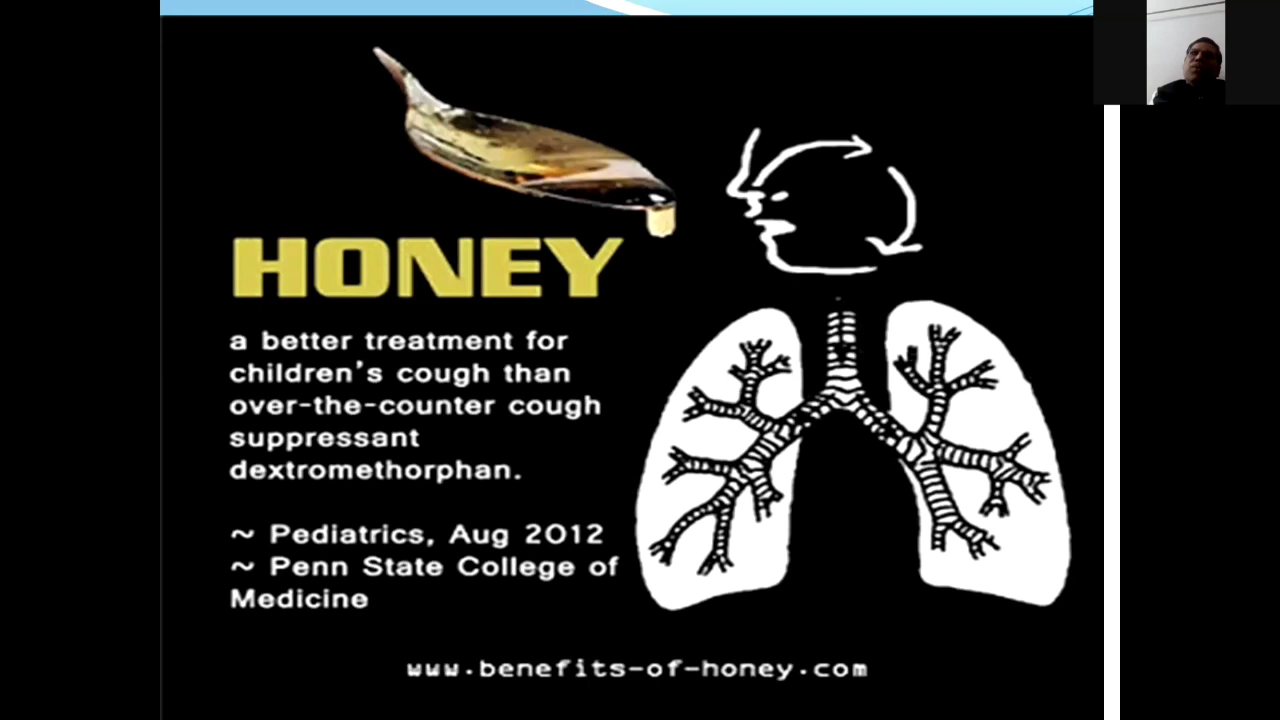 HONEY
a better treatment for
children's cough than
over-the-counter cough
suppressant
dextromethorphan.
~ Pediatrics, Aug 2012
~ Penn State College of
Medicine
www.benefits-of-honey.com